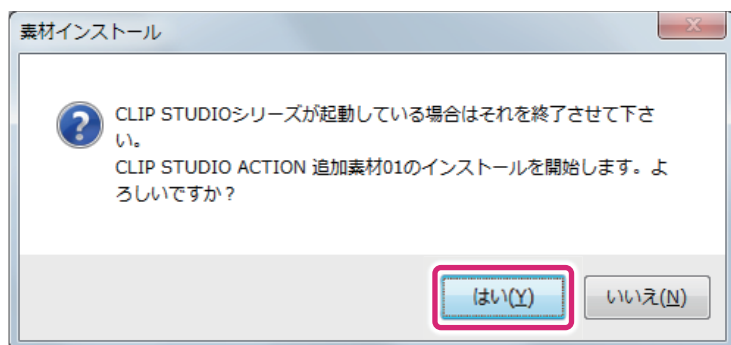 素材インストール
CLIP STUDIOシリーズが起動している場合はそれを終了させて下さ
い。
CLIP STUDIO ACTION 追加素材01のインストールを開始します。よ
ろしいですか？
はい(Y) いいえ(N)